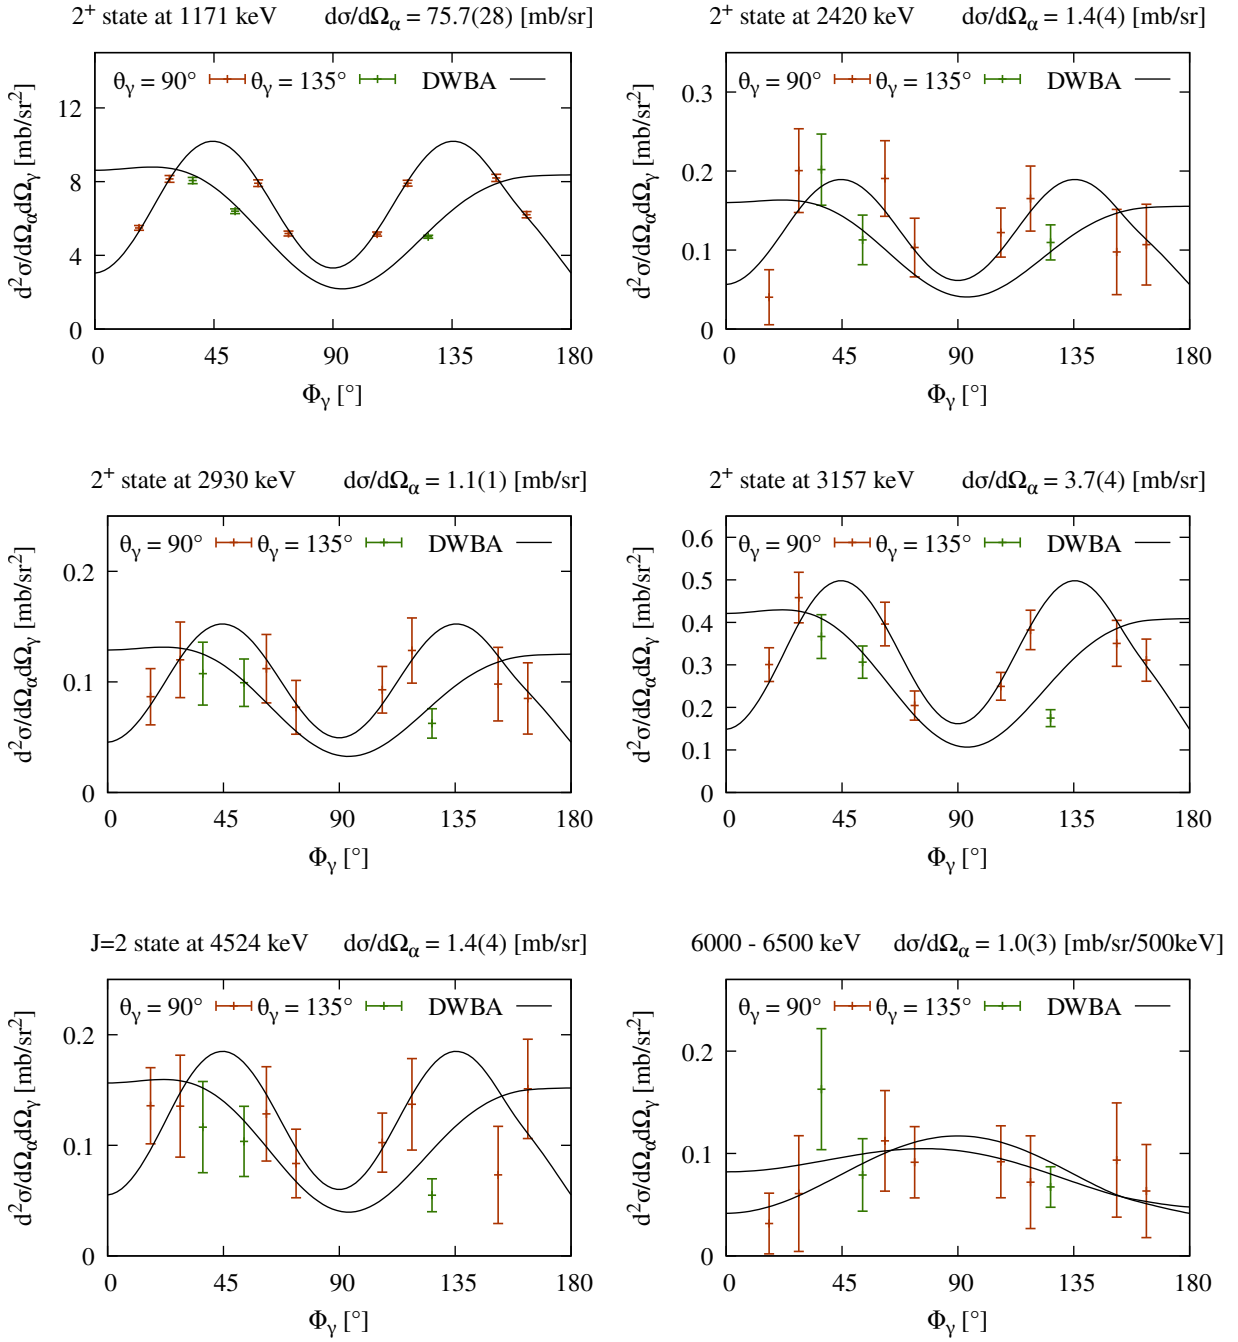 2⁺ state at 1171 keV dσ/dΩα = 75.7(28) [mb/sr]
θγ = 90° θγ = 135° DWBA
d²σ/dΩαdΩγ [mb/sr²]
12
8
4
0
0 45 90 135 180
Φγ [°]
2⁺ state at 2420 keV dσ/dΩα = 1.4(4) [mb/sr]
θγ = 90° θγ = 135° DWBA
d²σ/dΩαdΩγ [mb/sr²]
0.3
0.2
0.1
0
0 45 90 135 180
Φγ [°]
2⁺ state at 2930 keV dσ/dΩα = 1.1(1) [mb/sr]
θγ = 90° θγ = 135° DWBA
d²σ/dΩαdΩγ [mb/sr²]
0.2
0.1
0
0 45 90 135 180
Φγ [°]
2⁺ state at 3157 keV dσ/dΩα = 3.7(4) [mb/sr]
θγ = 90° θγ = 135° DWBA
d²σ/dΩαdΩγ [mb/sr²]
0.6
0.5
0.4
0.3
0.2
0.1
0
0 45 90 135 180
Φγ [°]
J=2 state at 4524 keV dσ/dΩα = 1.4(4) [mb/sr]
θγ = 90° θγ = 135° DWBA
d²σ/dΩαdΩγ [mb/sr²]
0.2
0.1
0
0 45 90 135 180
Φγ [°]
6000 - 6500 keV dσ/dΩα = 1.0(3) [mb/sr/500keV]
θγ = 90° θγ = 135° DWBA
d²σ/dΩαdΩγ [mb/sr²]
0.2
0.1
0
0 45 90 135 180
Φγ [°]